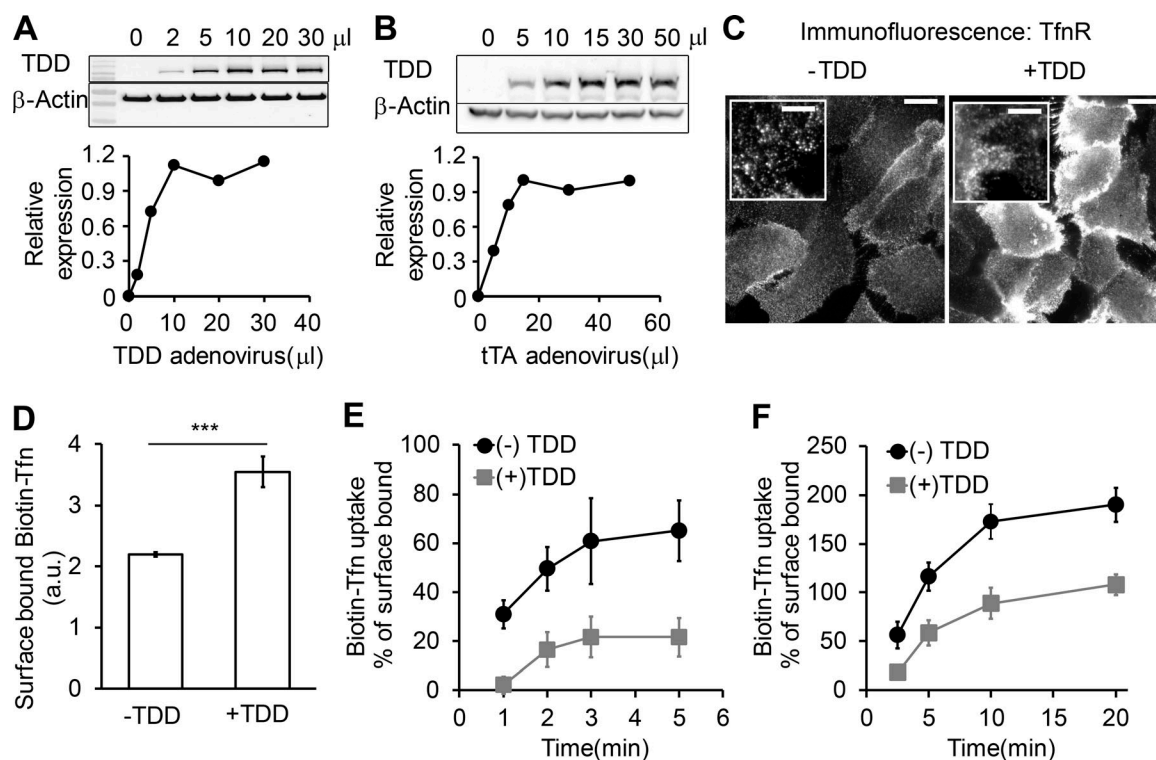 A
0 2 5 10 20 30 μl
TDD
β-Actin
1.2
0.9
0.6
0.3
0
Relative
expression
0 10 20 30 40
TDD adenovirus(μl)
B
0 5 10 15 30 50 μl
TDD
β-Actin
1.2
0.9
0.6
0.3
0
Relative
expression
0 20 40 60
tTA adenovirus(μl)
C
Immunofluorescence: TfnR
-TDD +TDD
D
***
4
3
2
1
0
Surface bound Biotin-Tfn
(a.u.)
-TDD +TDD
E
(-) TDD
(+)TDD
100
80
60
40
20
0
Biotin-Tfn uptake
% of surface bound
0 1 2 3 4 5 6
Time(min)
F
(-) TDD
(+)TDD
250
200
150
100
50
0
Biotin-Tfn uptake
% of surface bound
0 5 10 15 20
Time(min)